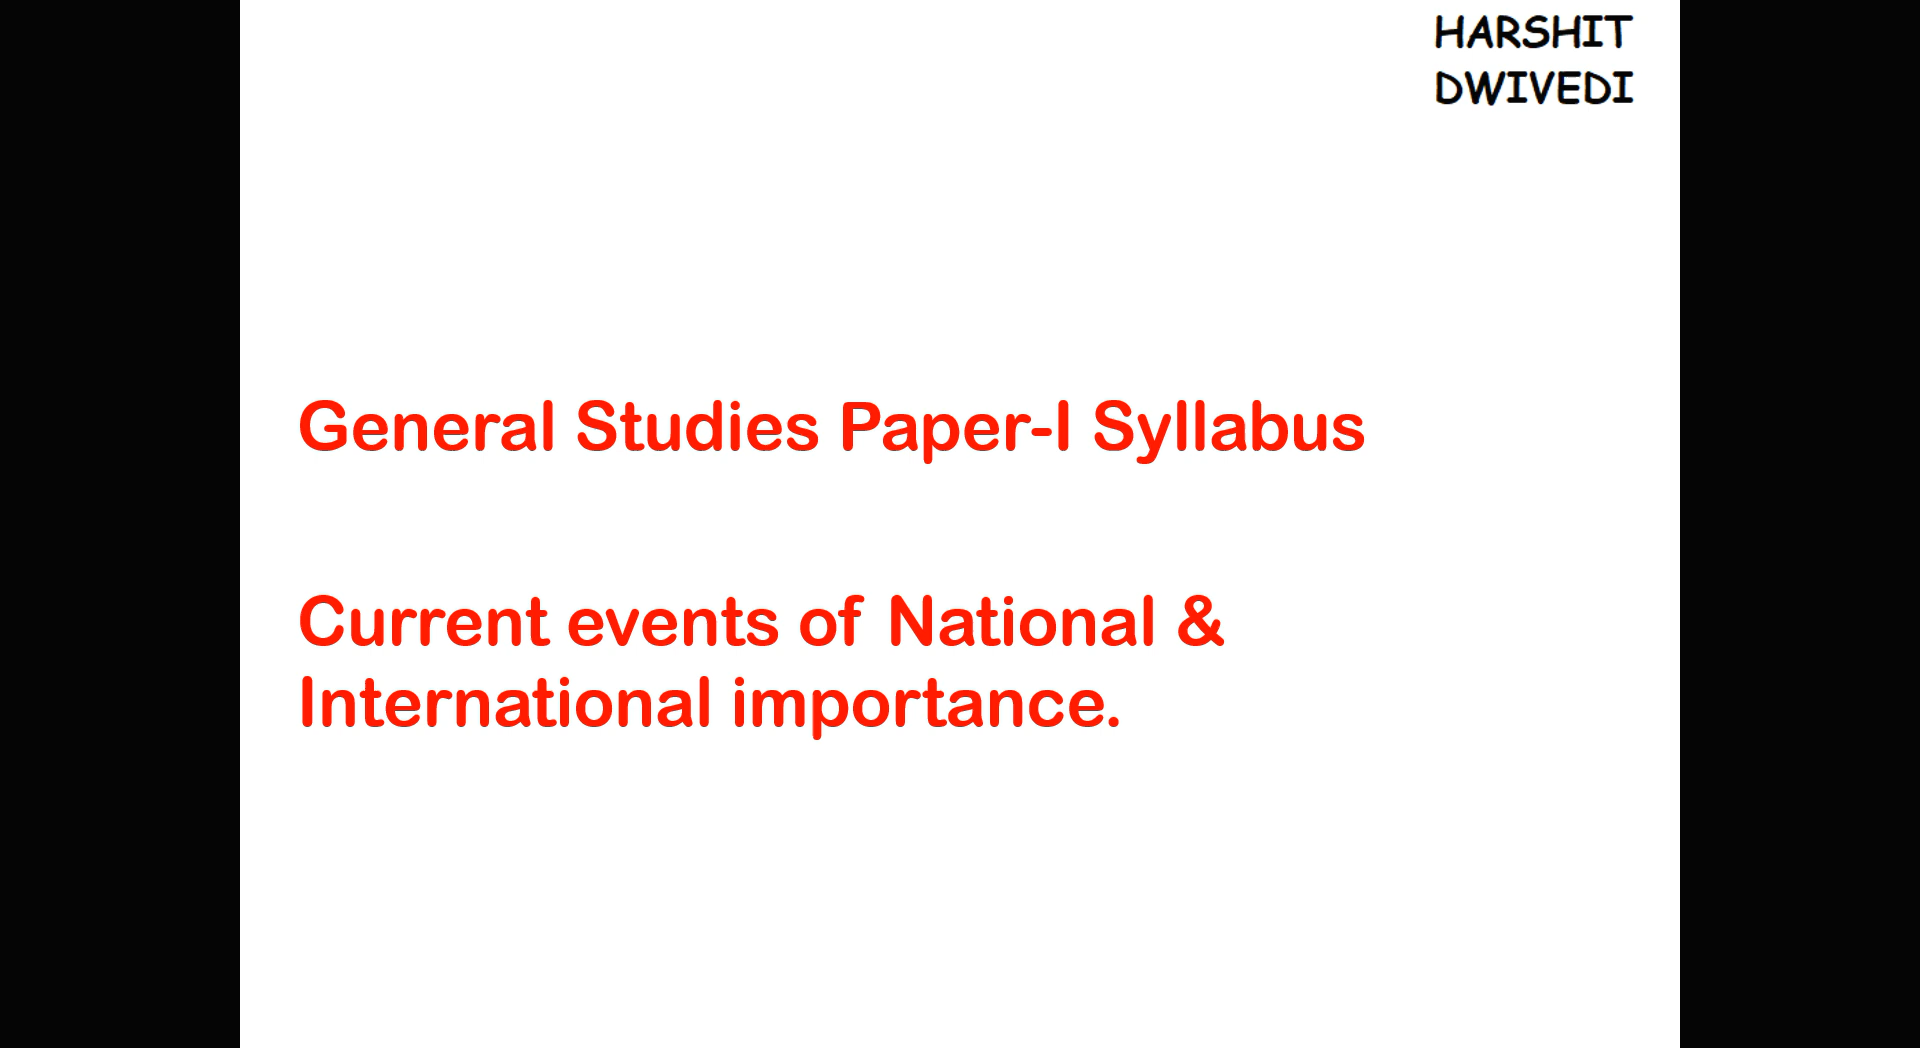 HARSHIT
DWIVEDI
General Studies Paper-I Syllabus
Current events of National &
International importance.